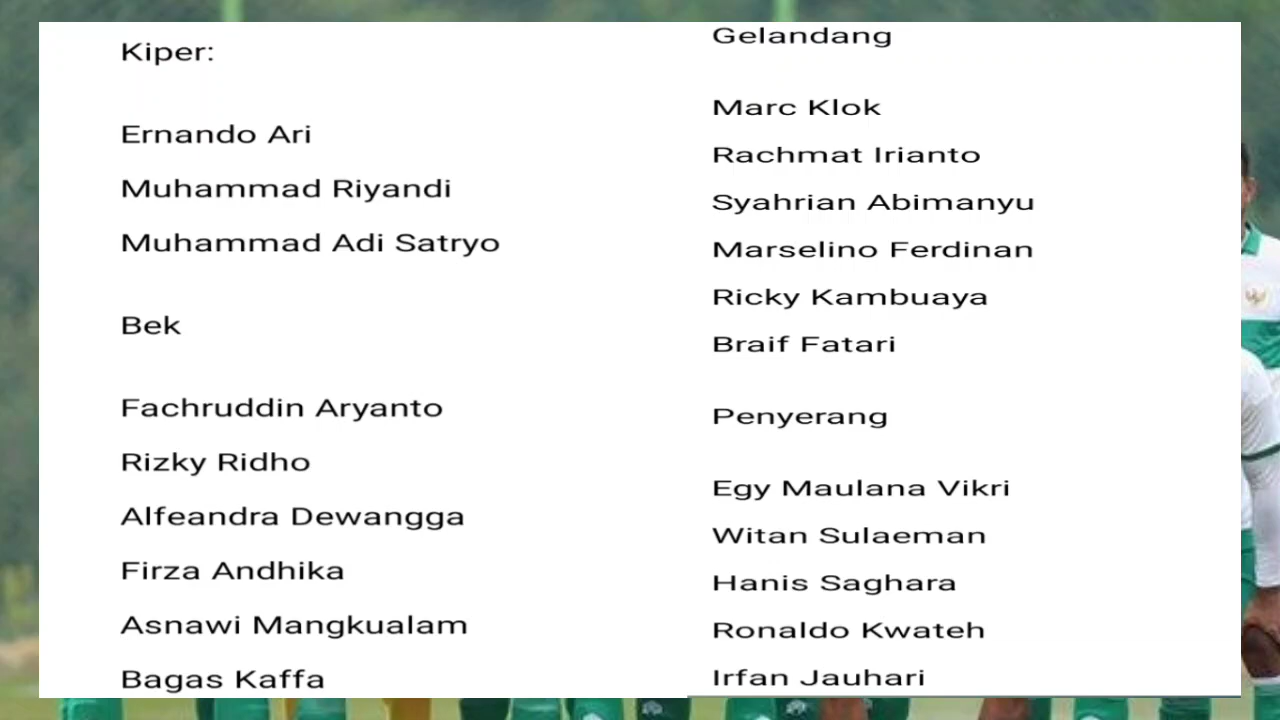 Kiper:
Ernando Ari
Muhammad Riyandi
Muhammad Adi Satryo
Bek
Fachruddin Aryanto
Rizky Ridho
Alfeandra Dewangga
Firza Andhika
Asnawi Mangkualam
Bagas Kaffa
Gelandang
Marc Klok
Rachmat Irianto
Syahrian Abimanyu
Marselino Ferdinan
Ricky Kambuaya
Braif Fatari
Penyerang
Egy Maulana Vikri
Witan Sulaeman
Hanis Saghara
Ronaldo Kwateh
Irfan Jauhari